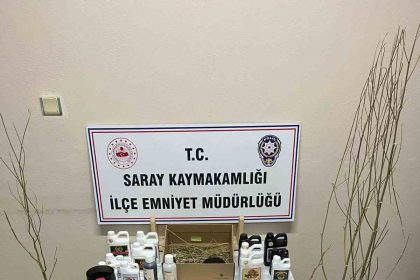 T.C.
SARAY KAYMAKAMLIĞI
İLÇE EMNİYET MÜDÜRLÜĞÜ